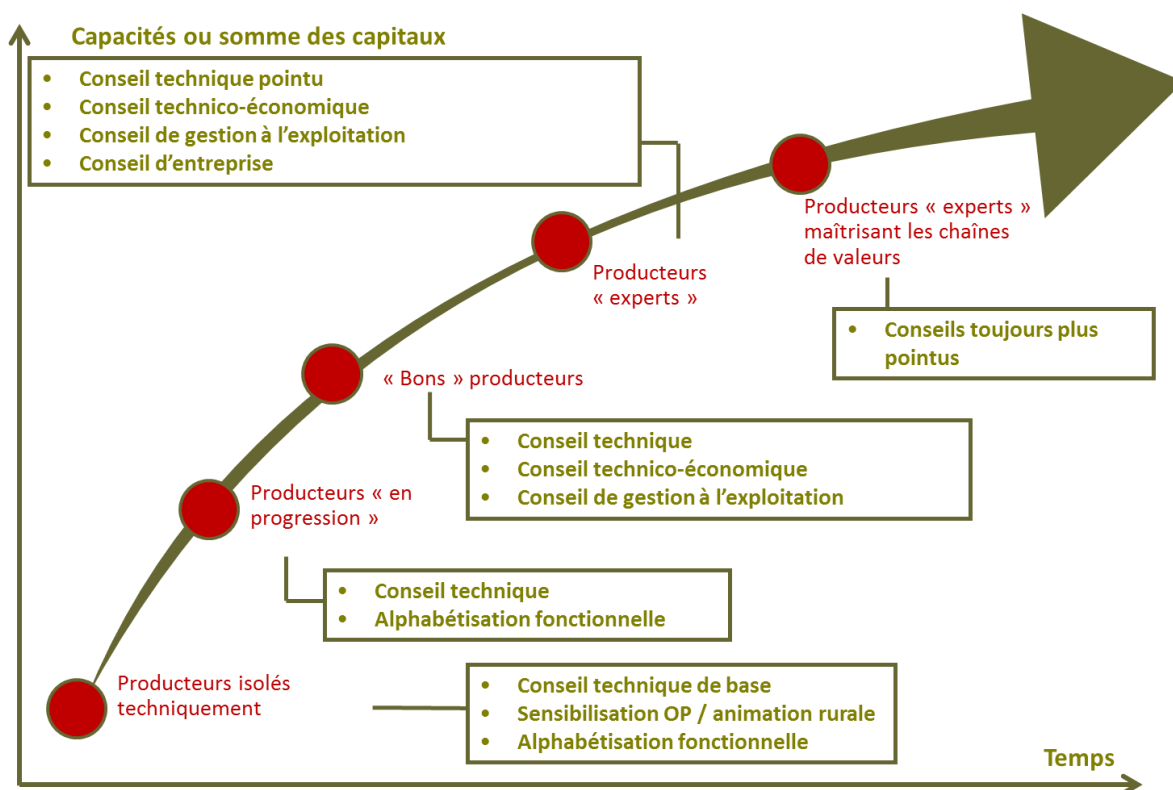 Capacités ou somme des capitaux
• Conseil technique pointu
• Conseil technico-économique
• Conseil de gestion à l’exploitation
• Conseil d’entreprise
Producteurs « experts »
maîtrisant les chaînes
de valeurs
Producteurs
« experts »
• Conseils toujours plus
pointus
« Bons » producteurs
• Conseil technique
• Conseil technico-économique
• Conseil de gestion à l’exploitation
Producteurs « en
progression »
• Conseil technique
• Alphabétisation fonctionnelle
Producteurs isolés
techniquement
• Conseil technique de base
• Sensibilisation OP / animation rurale
• Alphabétisation fonctionnelle
Temps